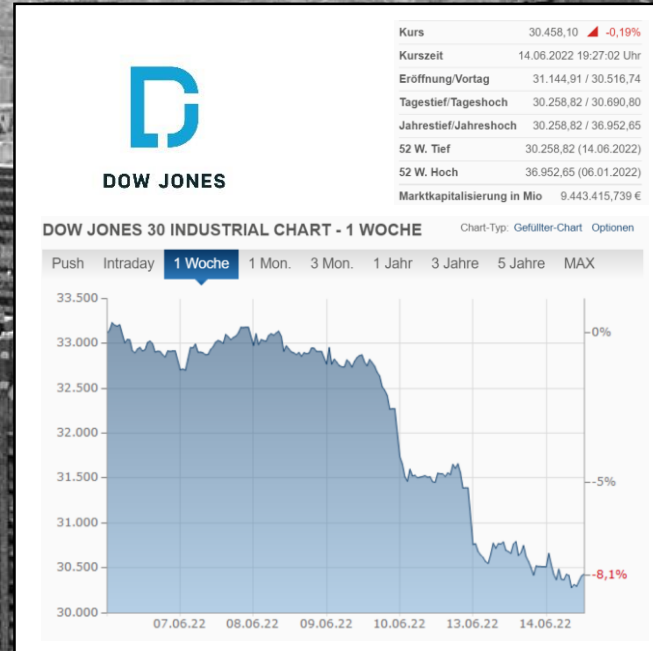 DOW JONES
Kurs 30.458,10 -0,19%
Kurszeit 14.06.2022 19:27:02 Uhr
Eröffnung/Vortag 31.144,91 / 30.516,74
Tagestief/Tageshoch 30.258,82 / 30.690,80
Jahrestief/Jahreshoch 30.258,82 / 36.952,65
52 W. Tief 30.258,82 (14.06.2022)
52 W. Hoch 36.952,65 (06.01.2022)
Marktkapitalisierung in Mio 9.443.415,739 €
DOW JONES 30 INDUSTRIAL CHART - 1 WOCHE Chart-Typ: Gefüllter-Chart Optionen
Push Intraday 1 Woche 1 Mon. 3 Mon. 1 Jahr 3 Jahre 5 Jahre MAX
33.500
33.000 -0%
32.500
32.000
31.500 -5%
31.000
30.500 -8,1%
30.000
07.06.22 08.06.22 09.06.22 10.06.22 13.06.22 14.06.22